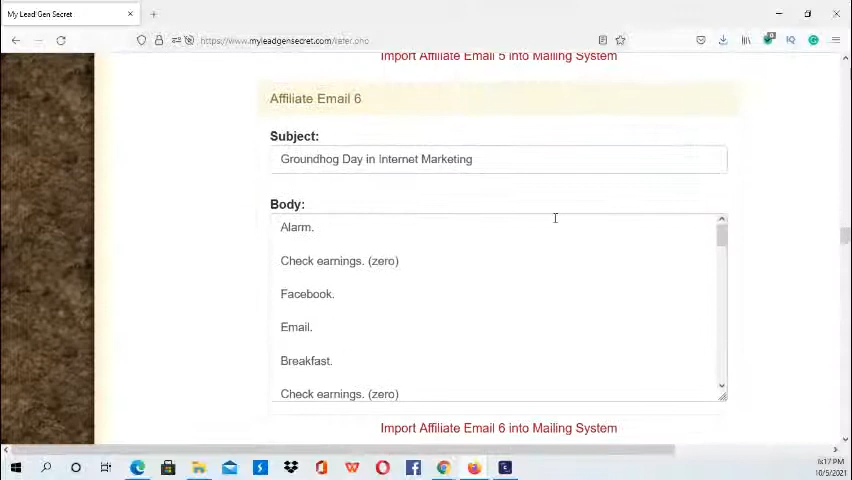 My Lead Gen Secret
https://www.myleadgensecret.com/refer.php
Import Affiliate Email 5 into Mailing System
Affiliate Email 6
Subject:
Groundhog Day in Internet Marketing
Body:
Alarm.
Check earnings. (zero)
Facebook.
Email.
Breakfast.
Check earnings. (zero)
Import Affiliate Email 6 into Mailing System
6:17 PM
10/5/2021